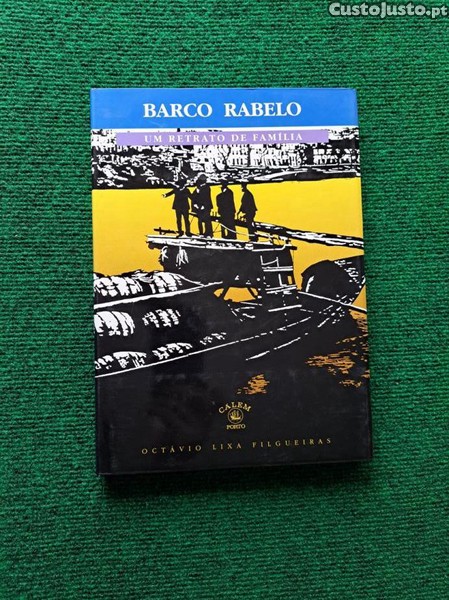 CustoJusto.pt
BARCO RABELO
UM RETRATO DE FAMÍLIA
CALEM
PORTO
OCTÁVIO LIXA FILGUEIRAS